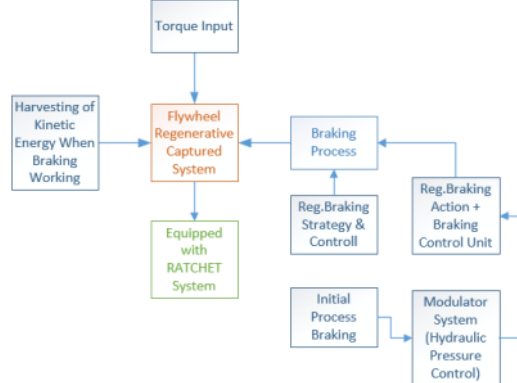 Torque Input
Harvesting of
Kinetic
Energy When
Braking
Working
Flywheel
Regenerative
Captured
System
Braking
Process
Reg.Braking
Strategy &
Controll
Reg.Braking
Action +
Braking
Control Unit
Equipped
with
RATCHET
System
Initial
Process
Braking
Modulator
System
(Hydraulic
Pressure
Control)